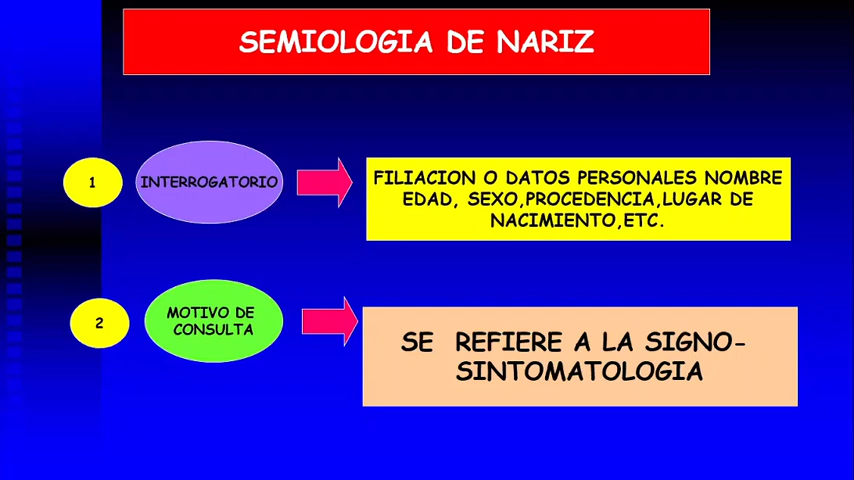 SEMIOLOGIA DE NARIZ
1
INTERROGATORIO
FILIACION O DATOS PERSONALES NOMBRE
EDAD, SEXO,PROCEDENCIA,LUGAR DE
NACIMIENTO,ETC.
2
MOTIVO DE
CONSULTA
SE REFIERE A LA SIGNO-
SINTOMATOLOGIA